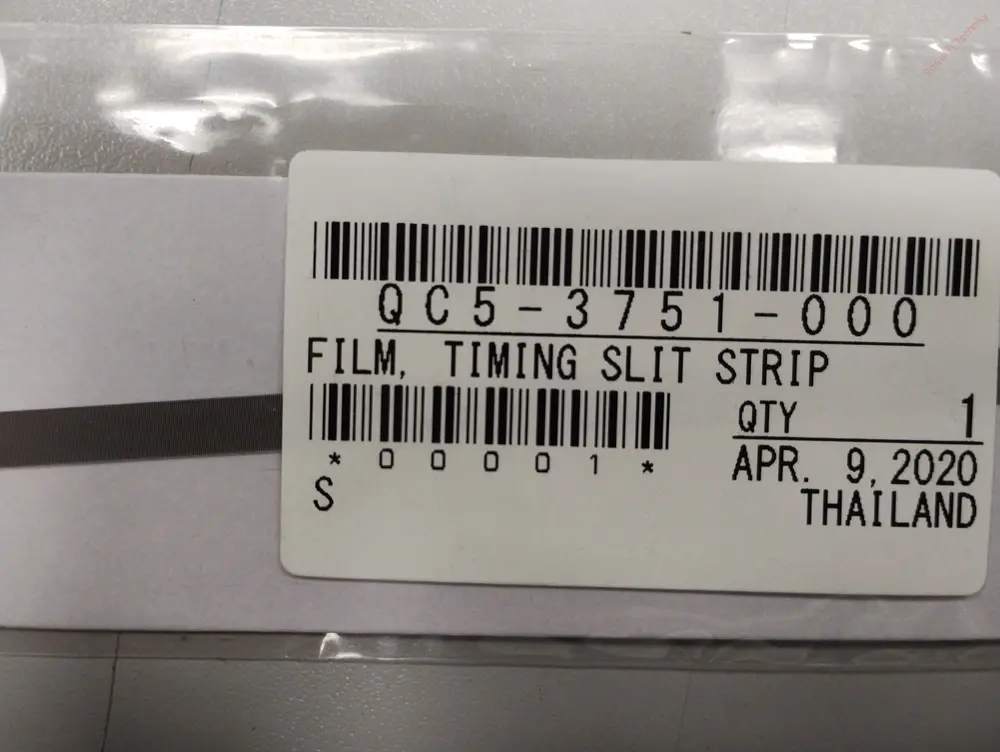 QC5-3751-000
FILM, TIMING SLIT STRIP
QTY 1
*00001*
APR. 9,2020
S
THAILAND